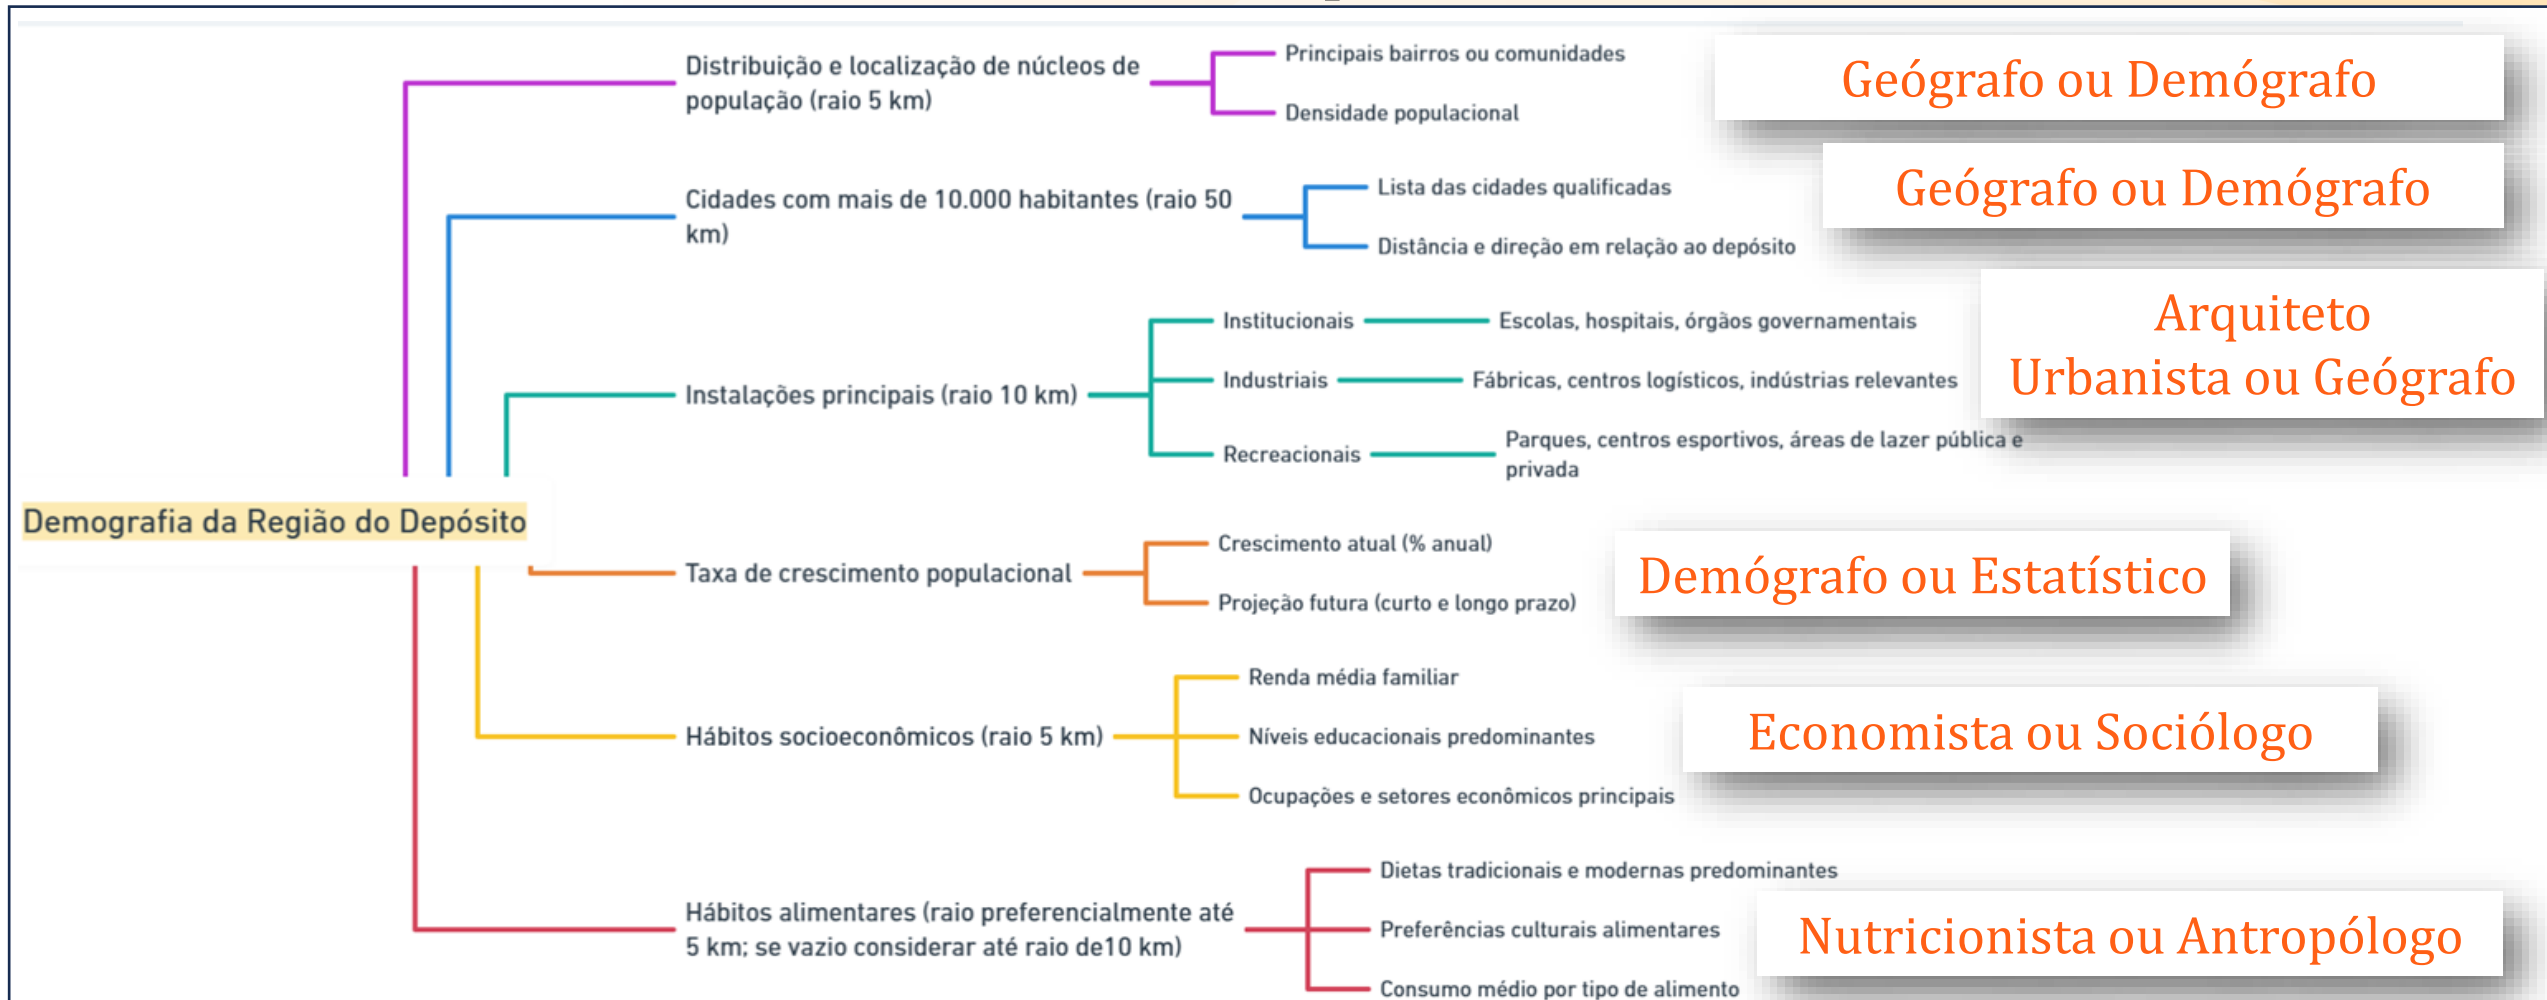 Distribuição e localização de núcleos de
população (raio 5 km)
Principais bairros ou comunidades
Densidade populacional
Geógrafo ou Demógrafo
Cidades com mais de 10.000 habitantes (raio 50
km)
Lista das cidades qualificadas
Distância e direção em relação ao depósito
Geógrafo ou Demógrafo
Instalações principais (raio 10 km)
Institucionais
Escolas, hospitais, órgãos governamentais
Industriais
Fábricas, centros logísticos, indústrias relevantes
Recreacionais
Parques, centros esportivos, áreas de lazer pública e
privada
Arquiteto
Urbanista ou Geógrafo
Demografia da Região do Depósito
Taxa de crescimento populacional
Crescimento atual (% anual)
Projeção futura (curto e longo prazo)
Demógrafo ou Estatístico
Hábitos socioeconômicos (raio 5 km)
Renda média familiar
Níveis educacionais predominantes
Ocupações e setores econômicos principais
Economista ou Sociólogo
Hábitos alimentares (raio preferencialmente até
5 km; se vazio considerar até raio de10 km)
Dietas tradicionais e modernas predominantes
Preferências culturais alimentares
Consumo médio por tipo de alimento
Nutricionista ou Antropólogo